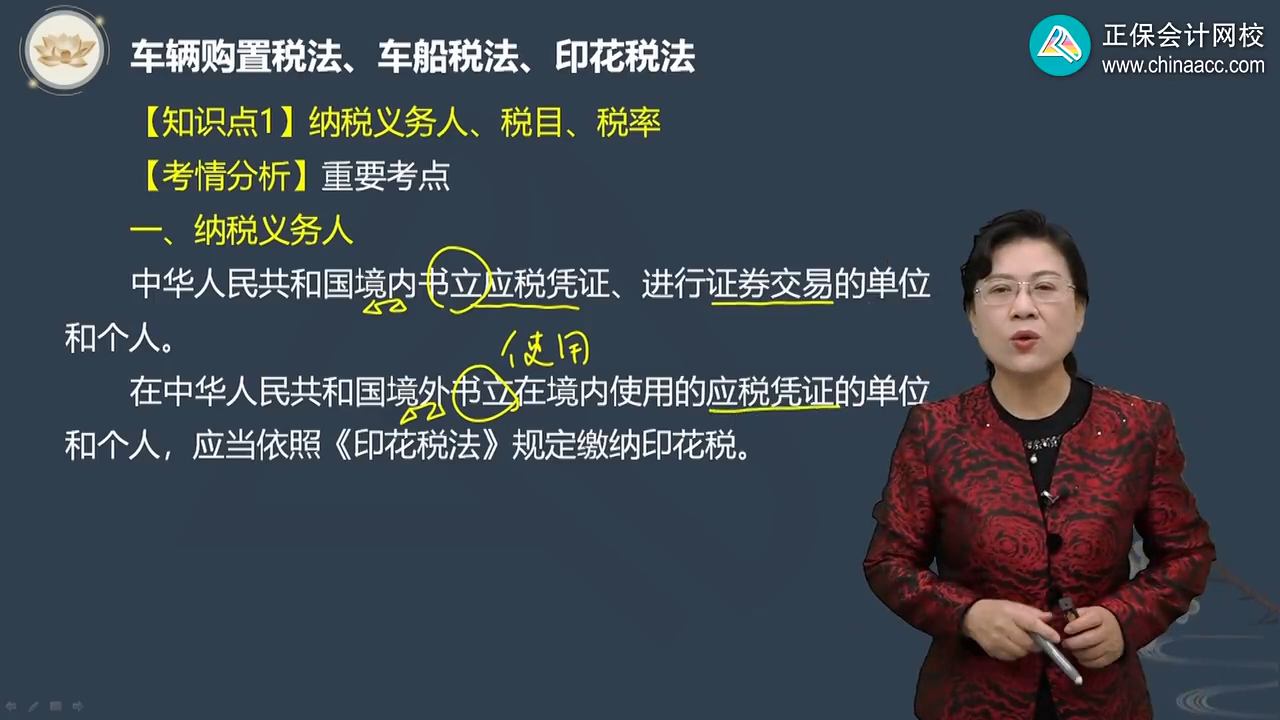 车辆购置税法、车船税法、印花税法
正保会计网校
www.chinaacc.com
【知识点1】纳税义务人、税目、税率
【考情分析】重要考点
一、纳税义务人
中华人民共和国境内书立应税凭证、进行证券交易的单位
和个人。
使用
在中华人民共和国境外书立在境内使用的应税凭证的单位
和个人，应当依照《印花税法》规定缴纳印花税。